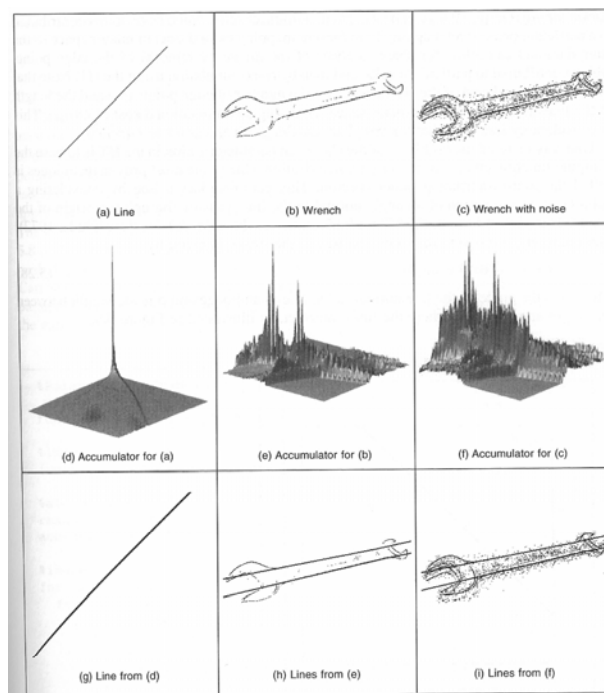 (a) Line
(b) Wrench
(c) Wrench with noise
(d) Accumulator for (a)
(e) Accumulator for (b)
(f) Accumulator for (c)
(g) Line from (d)
(h) Lines from (e)
(i) Lines from (f)